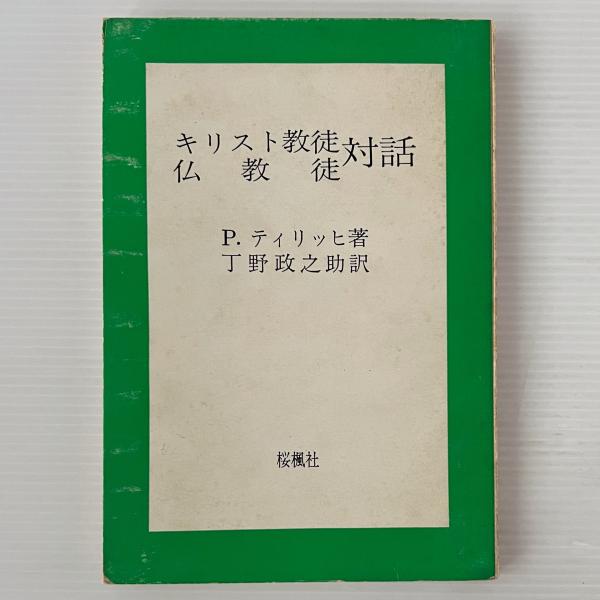 キリスト教徒
仏教徒対話
P. ティリッヒ著
丁野政之助訳
桜楓社